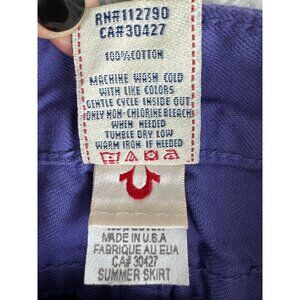 RN#112790
CA#30427
100%COTTON
MACHINE WASH COLD
WITH LIKE COLORS
GENTLE CYCLE INSIDE OUT
ONLY NON-CHLORINE BLEACH
WHEN NEEDED
TUMBLE DRY LOW
WARM IRON IF NEEDED
MADE IN U.S.A
FABRIQUE AU EUA
CA# 30427
SUMMER SKIRT